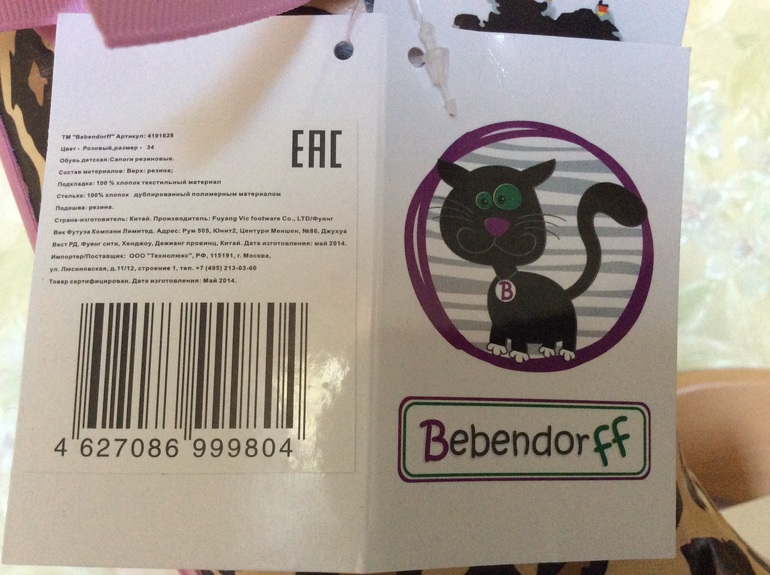 ТМ "Bebendorff" Артикул: 4191628
Цвет - Розовый,размер - 34
Обувь детская:Сапоги резиновые.
Состав материалов: Верх: резина;
Подкладка: 100 % хлопок текстильный материал
Стелька: 100% хлопок дублированный полимерным материалом
Подошва: резина.
Страна-изготовитель: Китай. Производитель: Fuyang Vic footware Co., LTD/Фуянг
Вик Футуэа Компани Лимитед. Адрес: Рум 505, Юнит2, Центури Меншен, №86, Джухуа
Вест РД, Фуянг сити, Хенджоу, Дежианг провинц, Китай. Дата изготовления: май 2014.
Импортер/Поставщик: ООО "Технолюкс", РФ, 115191, г. Москва,
ул. Люсиновская, д.11/12, строение 1, тел. +7 (495) 213-03-60
Товар сертифицирован. Дата изготовления: Май 2014.
EAC
4 627086 999804
B
Bebendorff